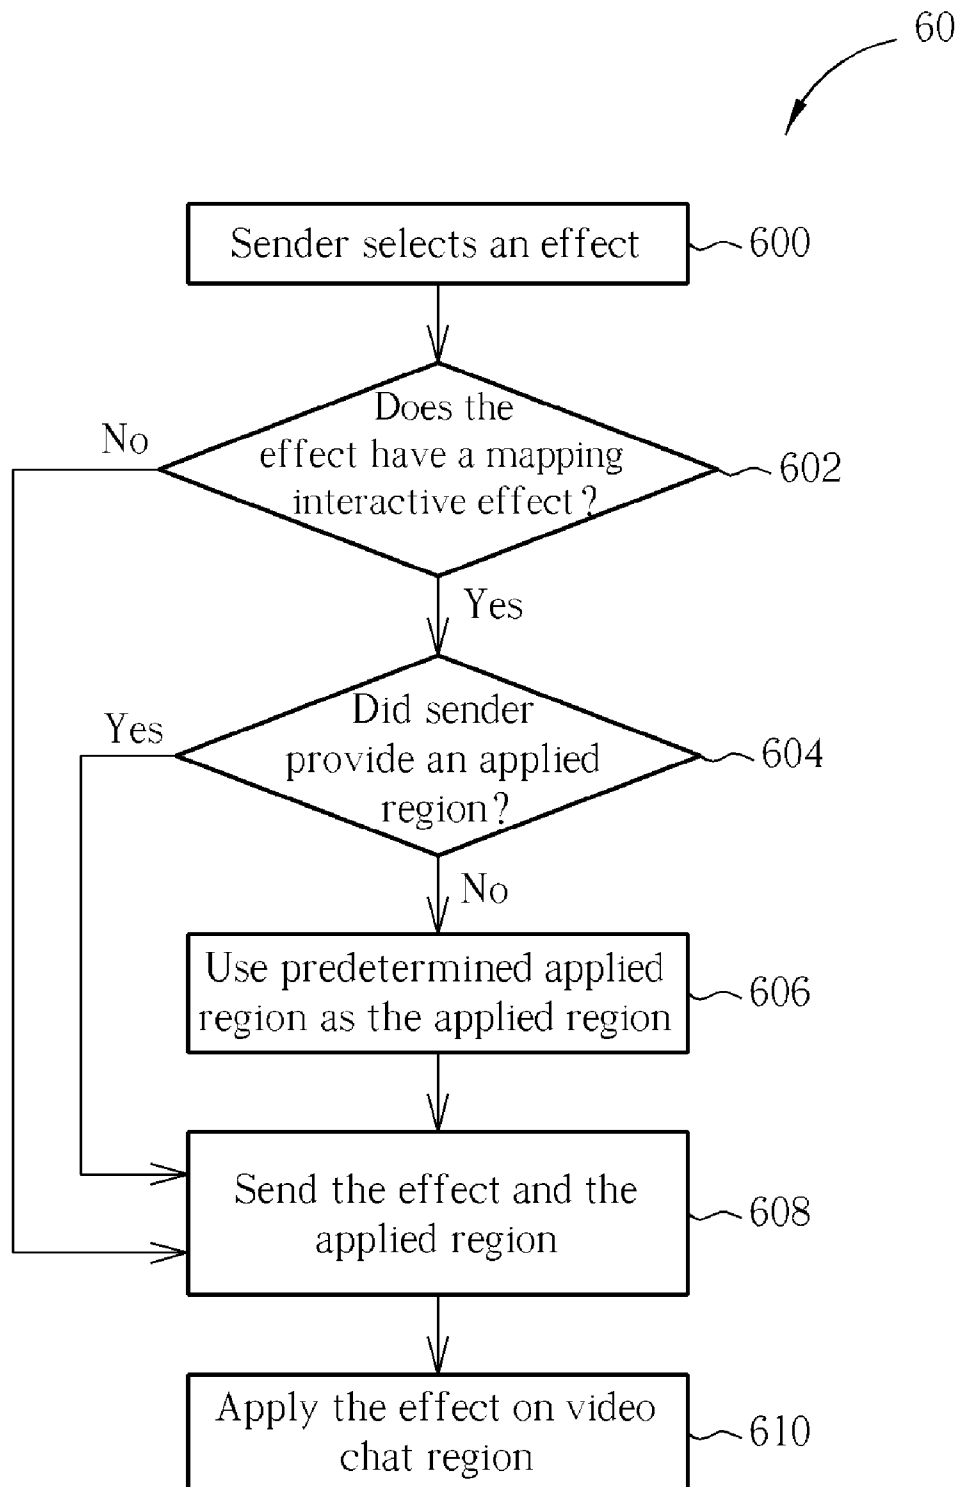 60
Sender selects an effect
600
Does the
effect have a mapping
interactive effect?
602
No
Yes
Did sender
provide an applied
region?
604
Yes
No
Use predetermined applied
region as the applied region
606
Send the effect and the
applied region
608
Apply the effect on video
chat region
610